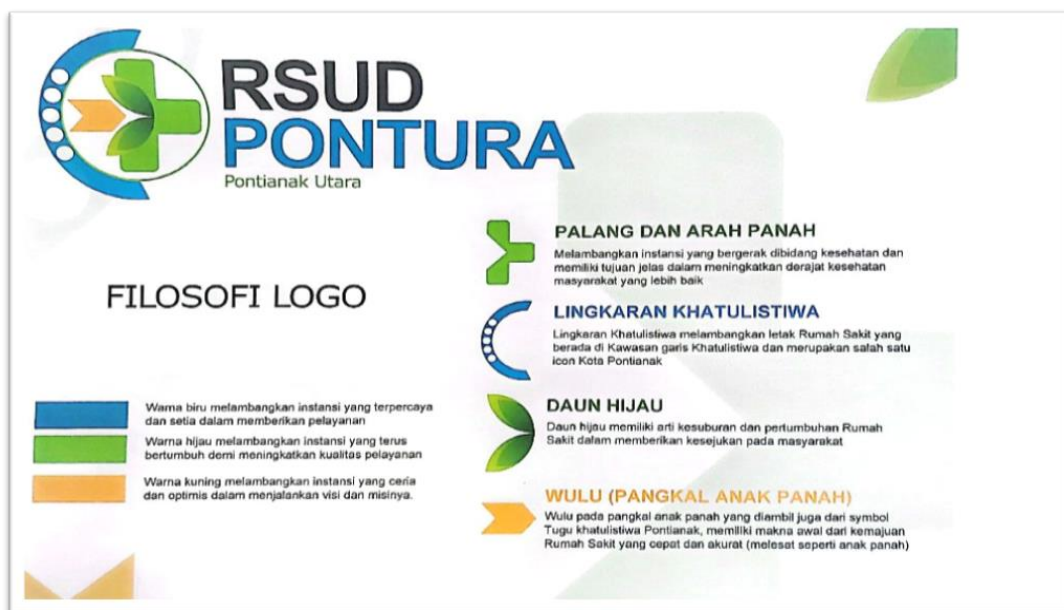 RSUD
PONTURA
Pontianak Utara
FILOSOFI LOGO
Warna biru melambangkan instansi yang terpercaya
dan setia dalam memberikan pelayanan
Warna hijau melambangkan instansi yang terus
bertumbuh demi meningkatkan kualitas pelayanan
Warna kuning melambangkan instansi yang ceria
dan optimis dalam menjalankan visi dan misinya.
PALANG DAN ARAH PANAH
Melambangkan instansi yang bergerak dibidang kesehatan dan
memiliki tujuan jelas dalam meningkatkan derajat kesehatan
masyarakat yang lebih baik
LINGKARAN KHATULISTIWA
Lingkaran Khatulistiwa melambangkan letak Rumah Sakit yang
berada di Kawasan garis Khatulistiwa dan merupakan salah satu
icon Kota Pontianak
DAUN HIJAU
Daun hijau memiliki arti kesuburan dan pertumbuhan Rumah
Sakit dalam memberikan kesejukan pada masyarakat
WULU (PANGKAL ANAK PANAH)
Wulu pada pangkal anak panah yang diambil juga dari symbol
Tugu khatulistiwa Pontianak, memiliki makna awal dari kemajuan
Rumah Sakit yang cepat dan akurat (melesat seperti anak panah)